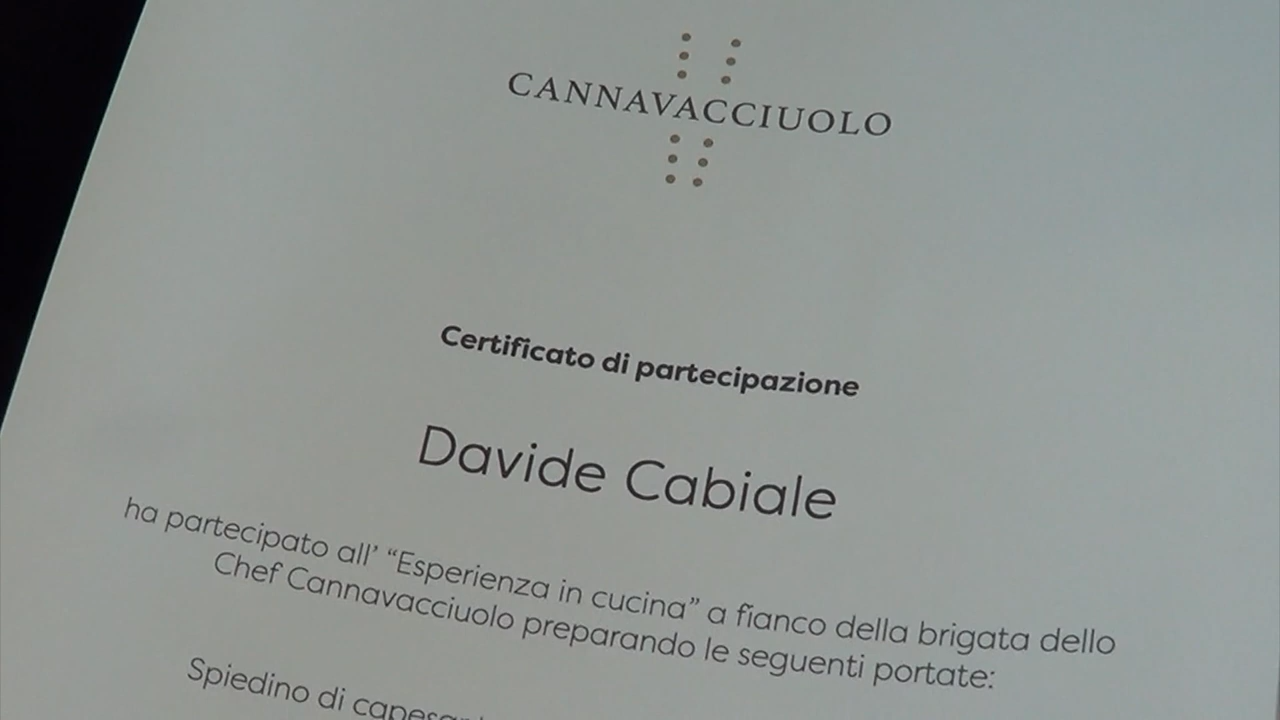 CANNAVACCIUOLO
Certificato di partecipazione
Davide Cabiale
ha partecipato all’ “Esperienza in cucina” a fianco della brigata dello
Chef Cannavacciuolo preparando le seguenti portate:
Spiedino di